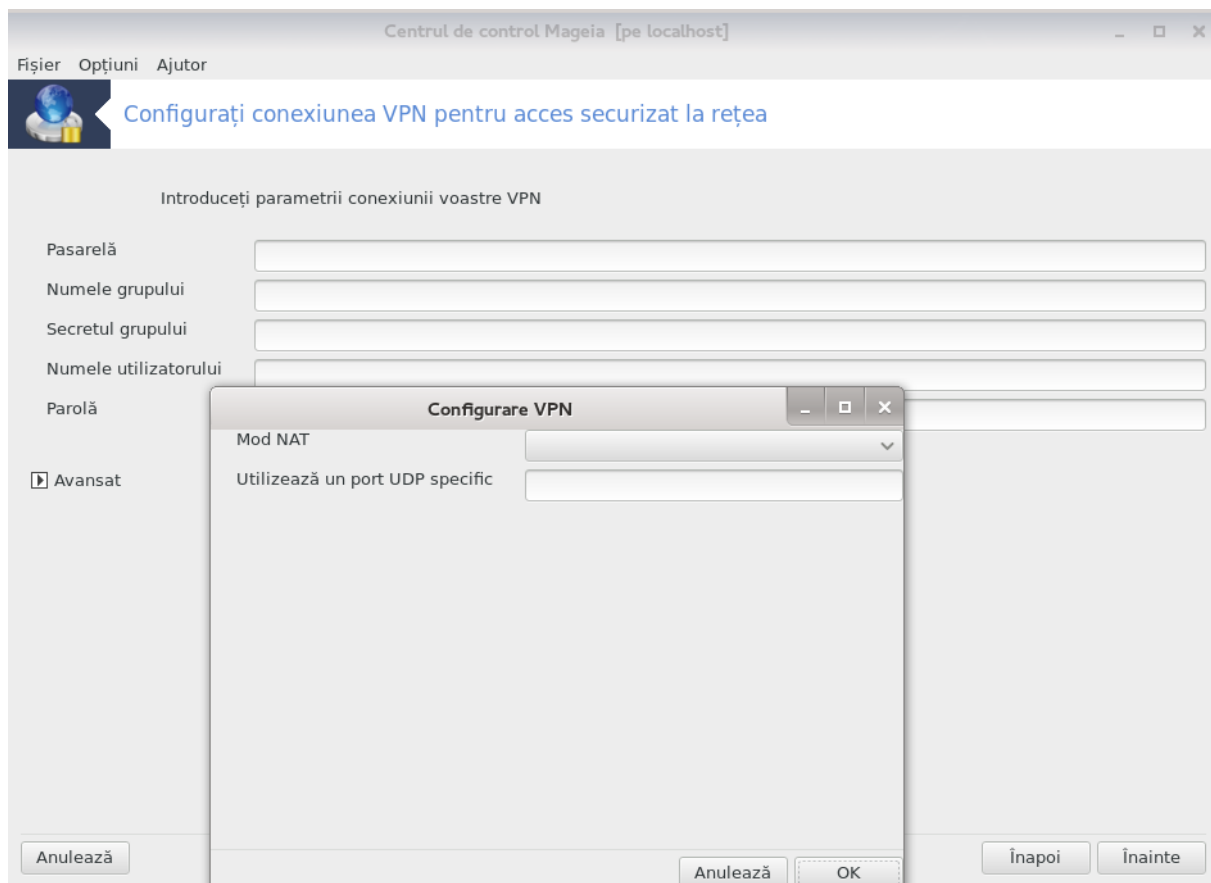 Centrul de control Mageia [pe localhost]
Fișier Opțiuni Ajutor
Configurați conexiunea VPN pentru acces securizat la rețea
Introduceți parametrii conexiunii voastre VPN
Pasarelă
Numele grupului
Secretul grupului
Numele utilizatorului
Parolă
Avansat
Configurare VPN
Mod NAT
Utilizează un port UDP specific
Anulează OK
Anulează Înapoi Înainte